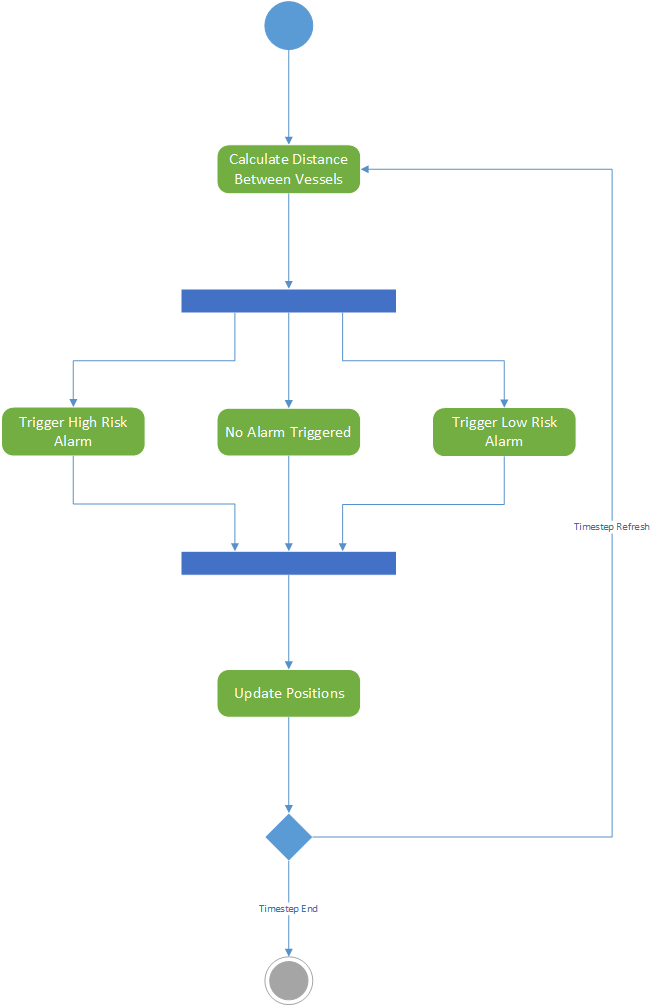 Calculate Distance
Between Vessels
Trigger High Risk
Alarm
No Alarm Triggered
Trigger Low Risk
Alarm
Timestep Refresh
Update Positions
Timestep End